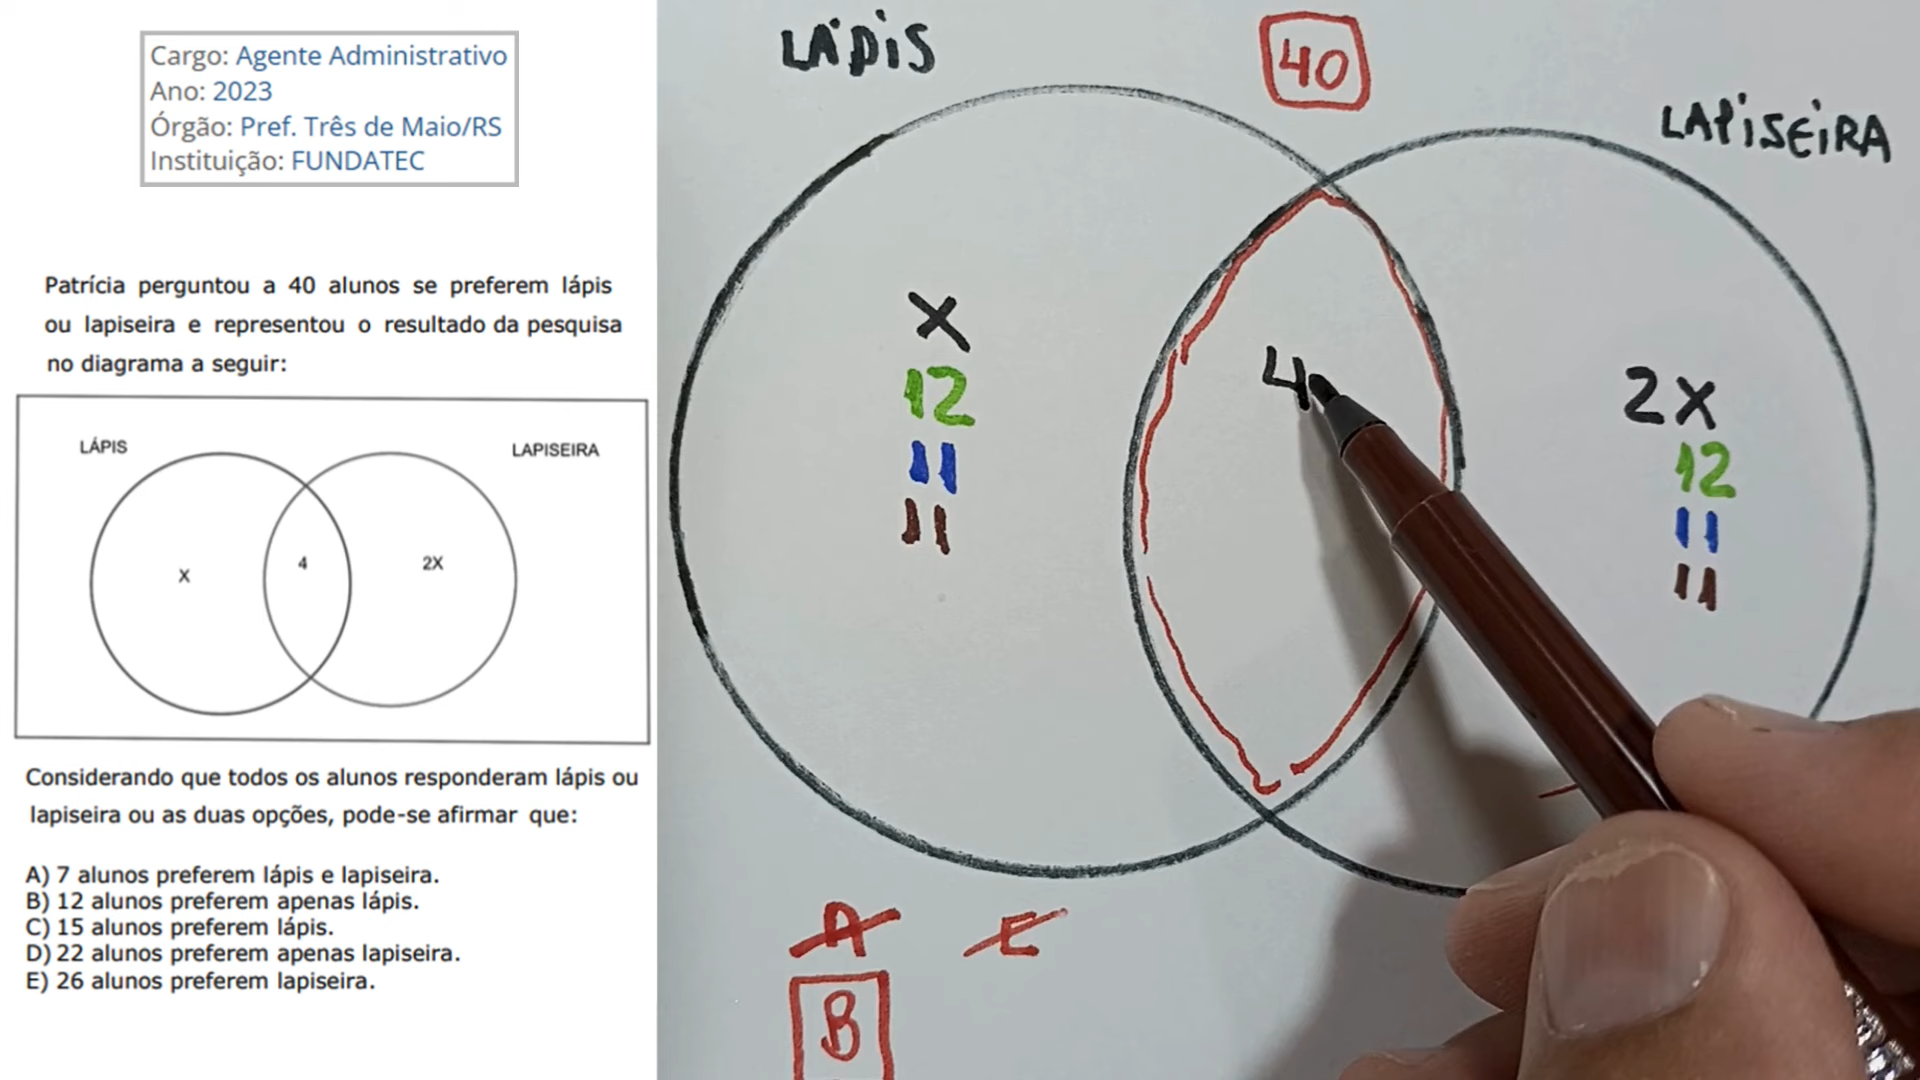 Cargo: Agente Administrativo
Ano: 2023
Órgão: Pref. Três de Maio/RS
Instituição: FUNDATEC
Patrícia perguntou a 40 alunos se preferem lápis
ou lapiseira e representou o resultado da pesquisa
no diagrama a seguir:
LÁPIS
LAPISEIRA
X
4
2X
Considerando que todos os alunos responderam lápis ou
lapiseira ou as duas opções, pode-se afirmar que:
A) 7 alunos preferem lápis e lapiseira.
B) 12 alunos preferem apenas lápis.
C) 15 alunos preferem lápis.
D) 22 alunos preferem apenas lapiseira.
E) 26 alunos preferem lapiseira.
LÁPIS
40
LAPiSEiRA
X
12
11
11
4
2X
12
11
11
A
E
B